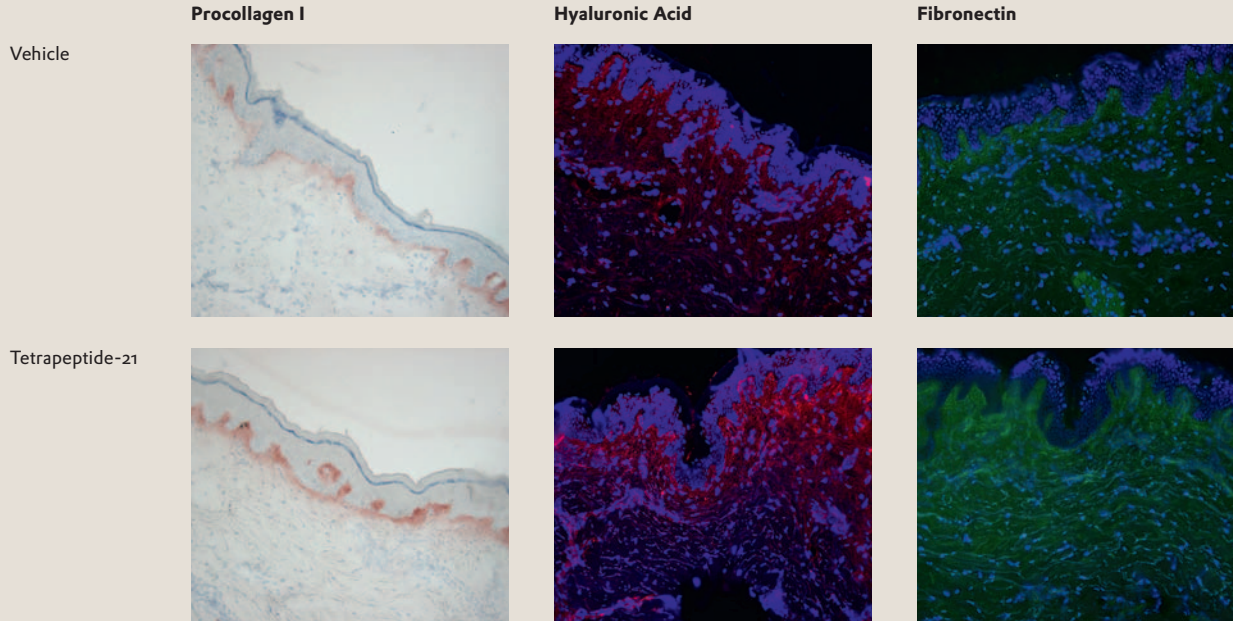 Procollagen I
Hyaluronic Acid
Fibronectin
Vehicle
Tetrapeptide-21